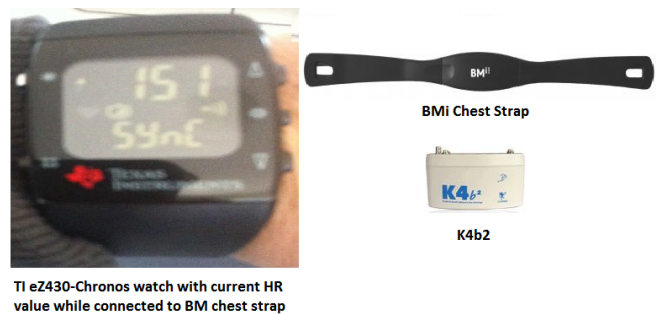 151
SYnC
TEXAS
INSTRUMENTS
TI eZ430-Chronos watch with current HR
value while connected to BM chest strap
BMi
BMi Chest Strap
K4b²
K4b2